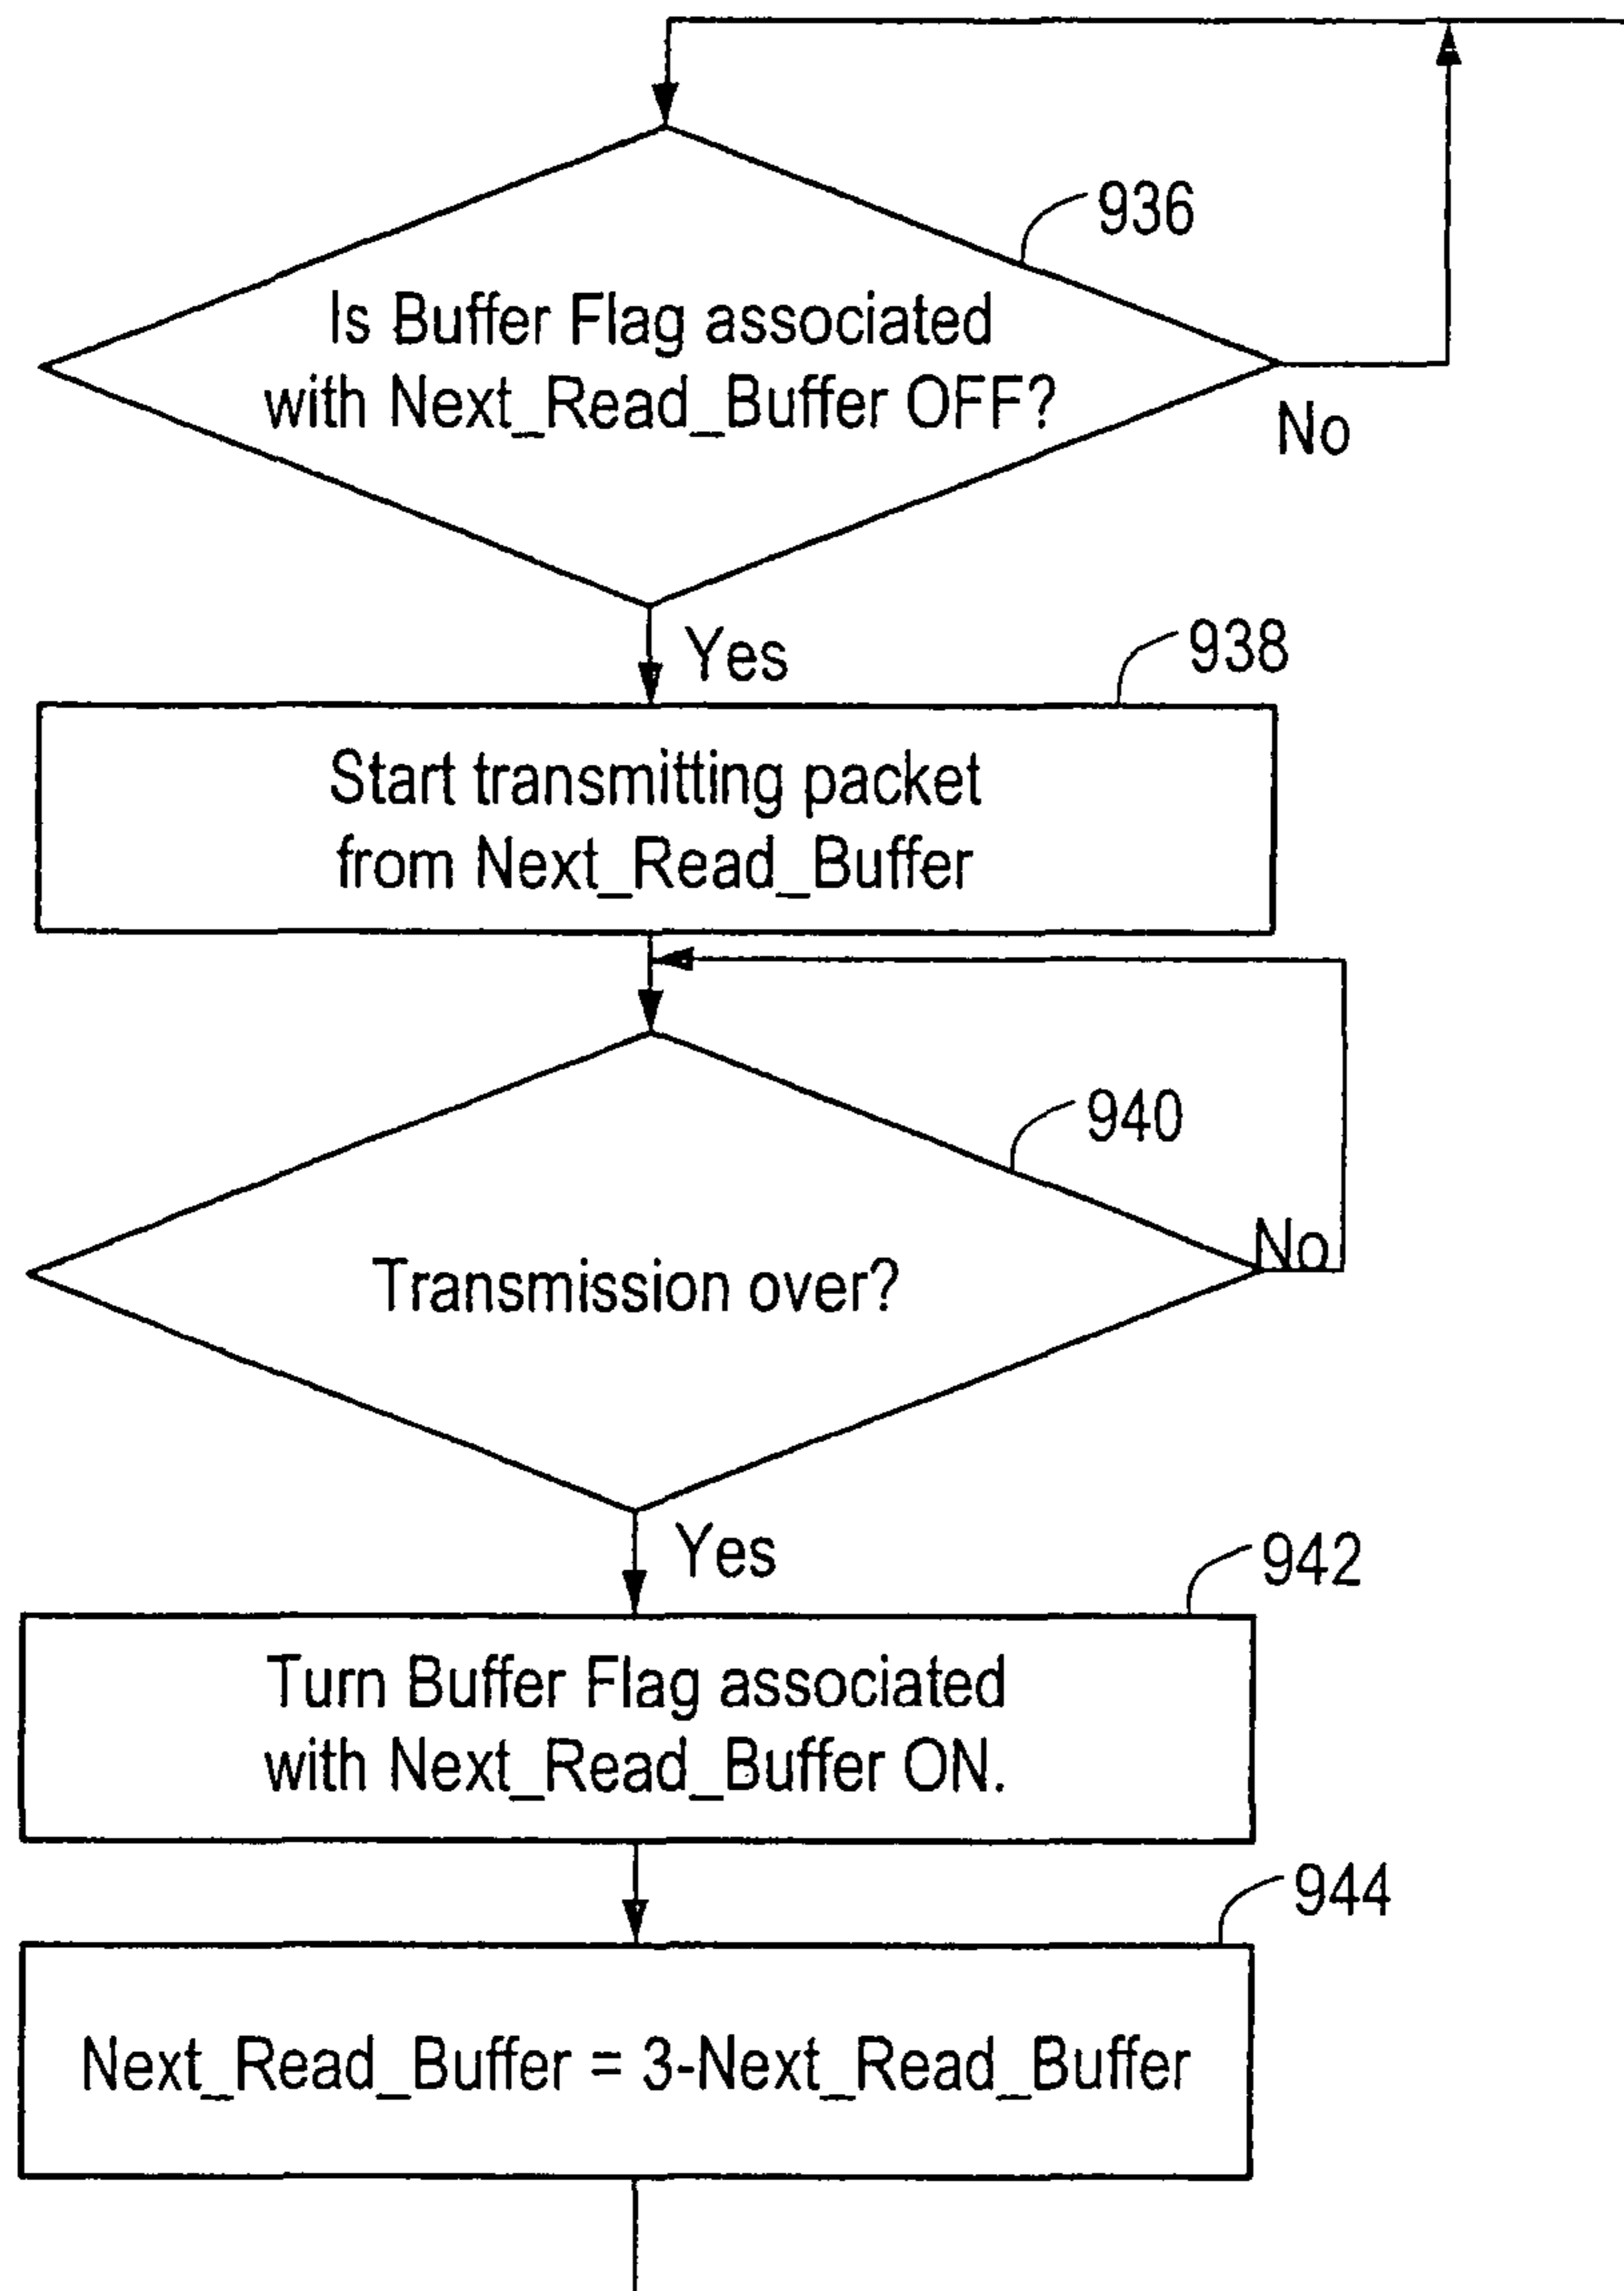 936
Is Buffer Flag associated
with Next_Read_Buffer OFF?
No
Yes
938
Start transmitting packet
from Next_Read_Buffer
940
No
Transmission over?
Yes
942
Turn Buffer Flag associated
with Next_Read_Buffer ON.
944
Next_Read_Buffer = 3-Next_Read_Buffer